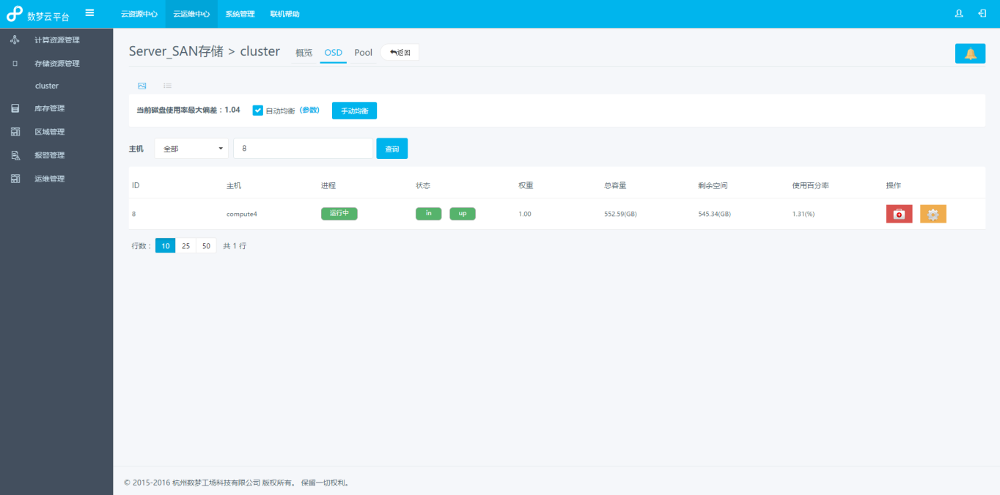 数梦云平台 云资源中心 云运维中心 系统管理 联机帮助
计算资源管理
存储资源管理
cluster
库存管理
区域管理
报警管理
运维管理
Server_SAN存储 > cluster 概览 OSD Pool 返回
当前磁盘使用率最大偏差：1.04 自动均衡 (参数) 手动均衡
主机 全部 8 查询
ID 主机 进程 状态 权重 总容量 剩余空间 使用百分率 操作
8 compute4 运行中 in up 1.00 552.59(GB) 545.34(GB) 1.31(%)
行数： 10 25 50 共 1 行
© 2015-2016 杭州数梦工场科技有限公司 版权所有。 保留一切权利。